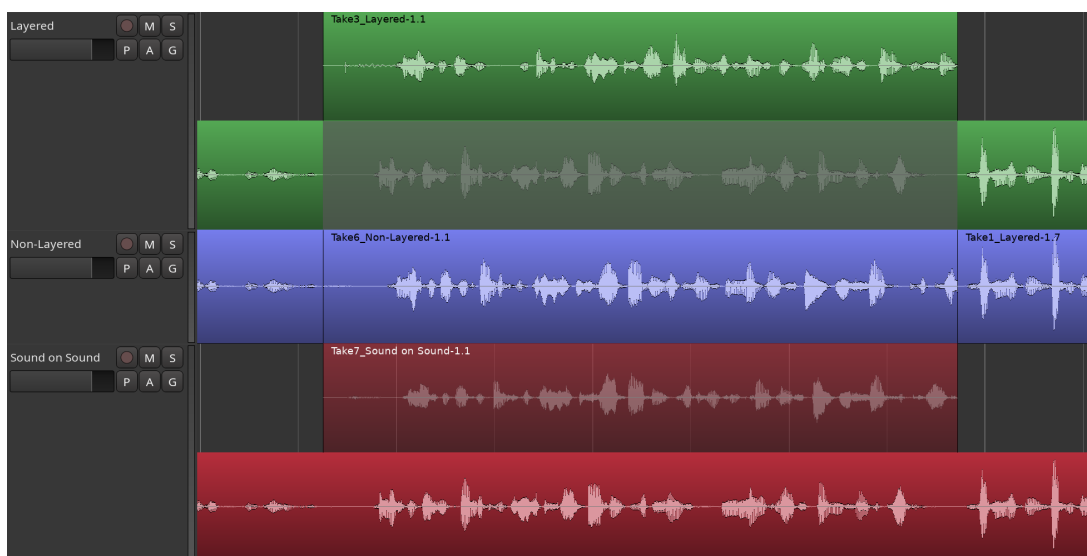 Layered
M S
P A G
Take3_Layered-1.1
Non-Layered
M S
P A G
Take6_Non-Layered-1.1
Take1_Layered-1.7
Sound on Sound
M S
P A G
Take7_Sound on Sound-1.1